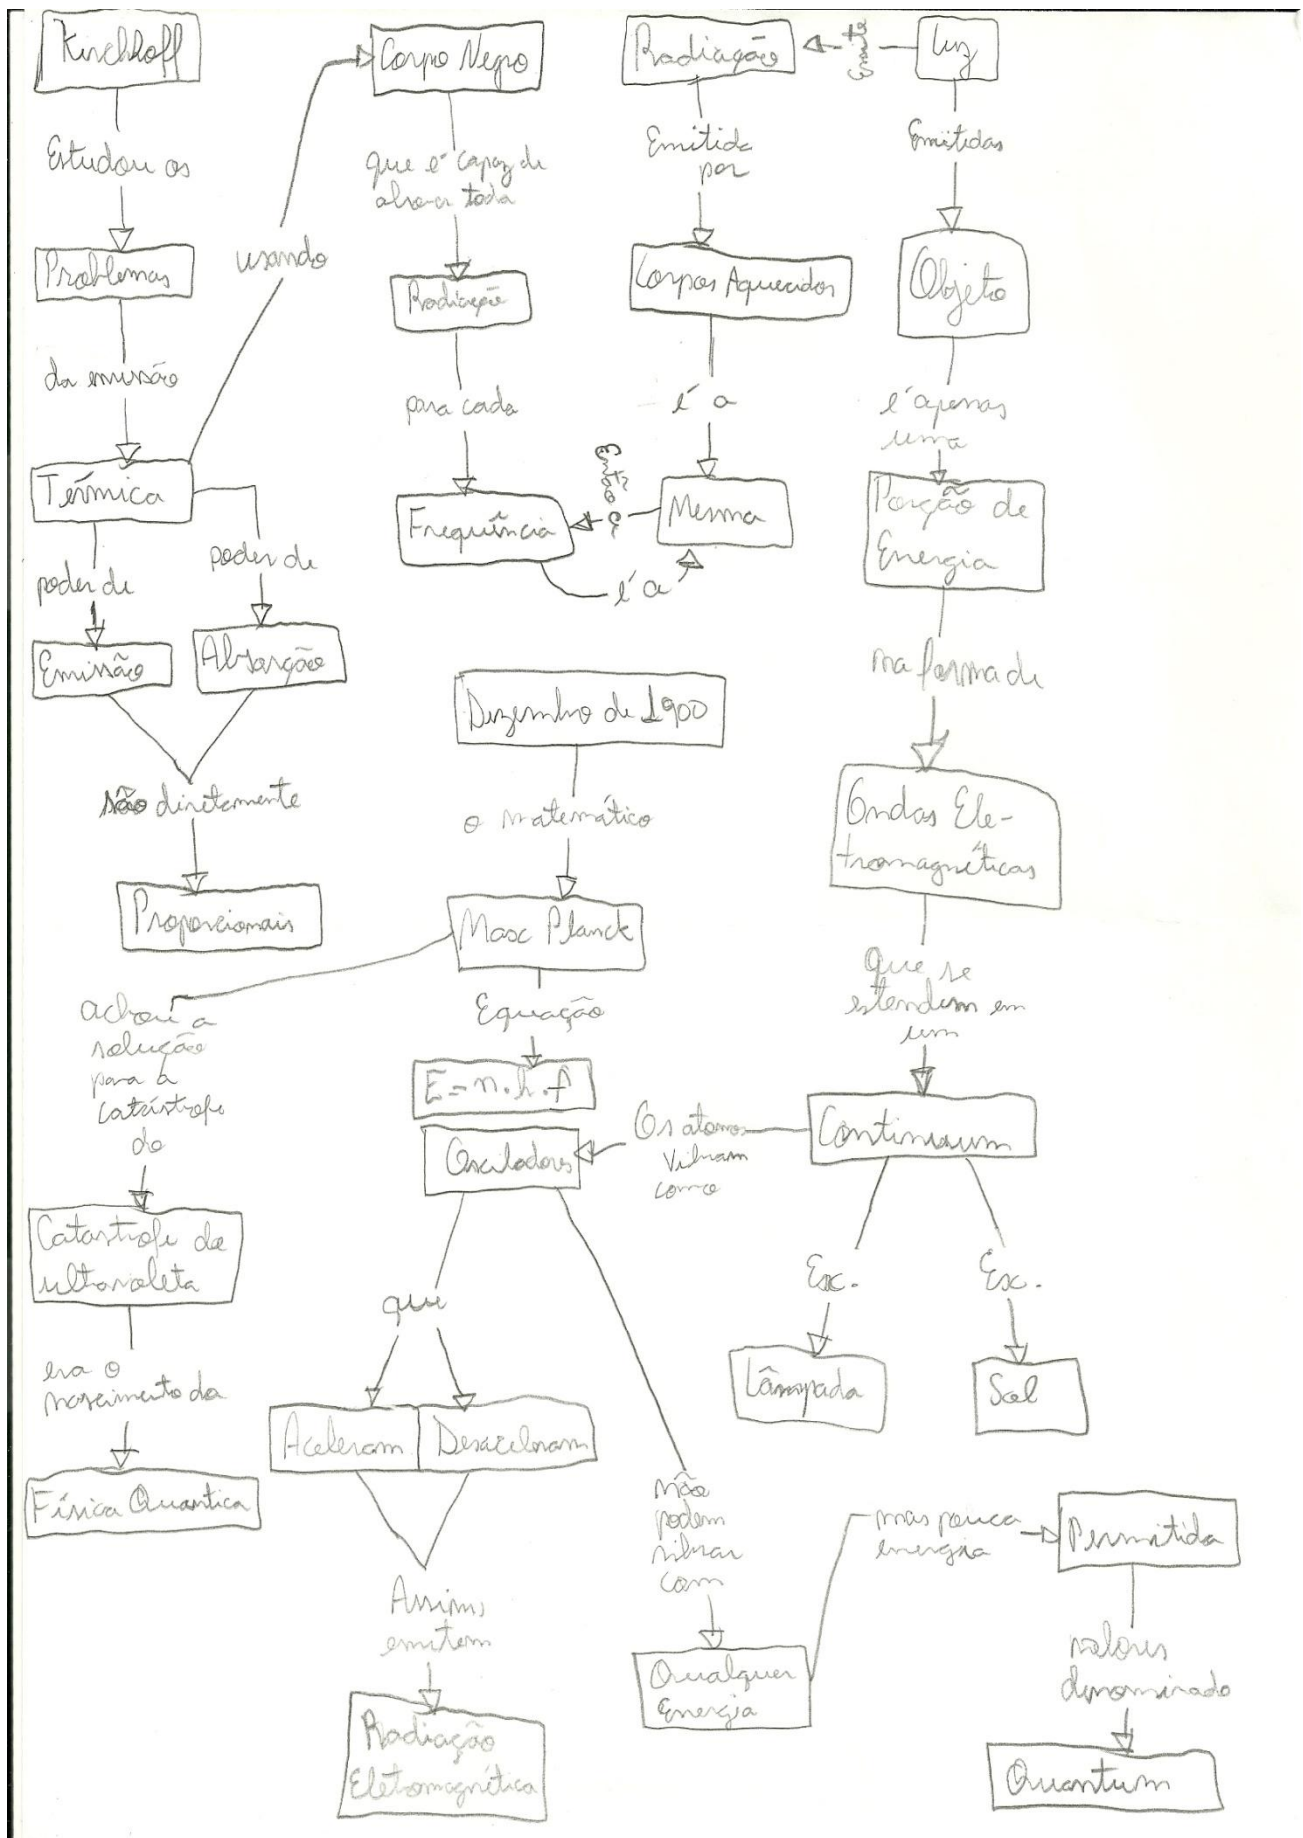 Kirchhoff
Estudou os
Problemas
da emissão
Térmica
usando
Corpo Negro
que é capaz de
toda
Radiação
para cada
Frequência
é a
Mesma
Então a
Radiação
Emite
Luz
Emitida
por
Corpos Aquecidos
é a
Emitidas
Objeto
é apenas
uma
Porção de
Energia
na forma de
Ondas Ele-
tromagnéticas
que se
estendem em
um
Continuum
Ex.
Lâmpada
Ex.
Sol
Os atomos
vibram
como
Osciladores
poder de
Emissão
poder de
Absorção
são diretamente
Proporcionais
Dezembro de 1900
o matemático
Max Planck
Equação
E = n.h.f
achou a
solução
para a
catástrofe
do
Catastrofe do
ultravioleta
era o
nascimento da
Física Quantica
que
Aceleram
Desaceleram
Assim,
emitem
Radiação
Eletromagnética
não
podem
vibrar
com
Qualquer
Energia
mas pouca
energia
Permitida
valores
denominado
Quantum